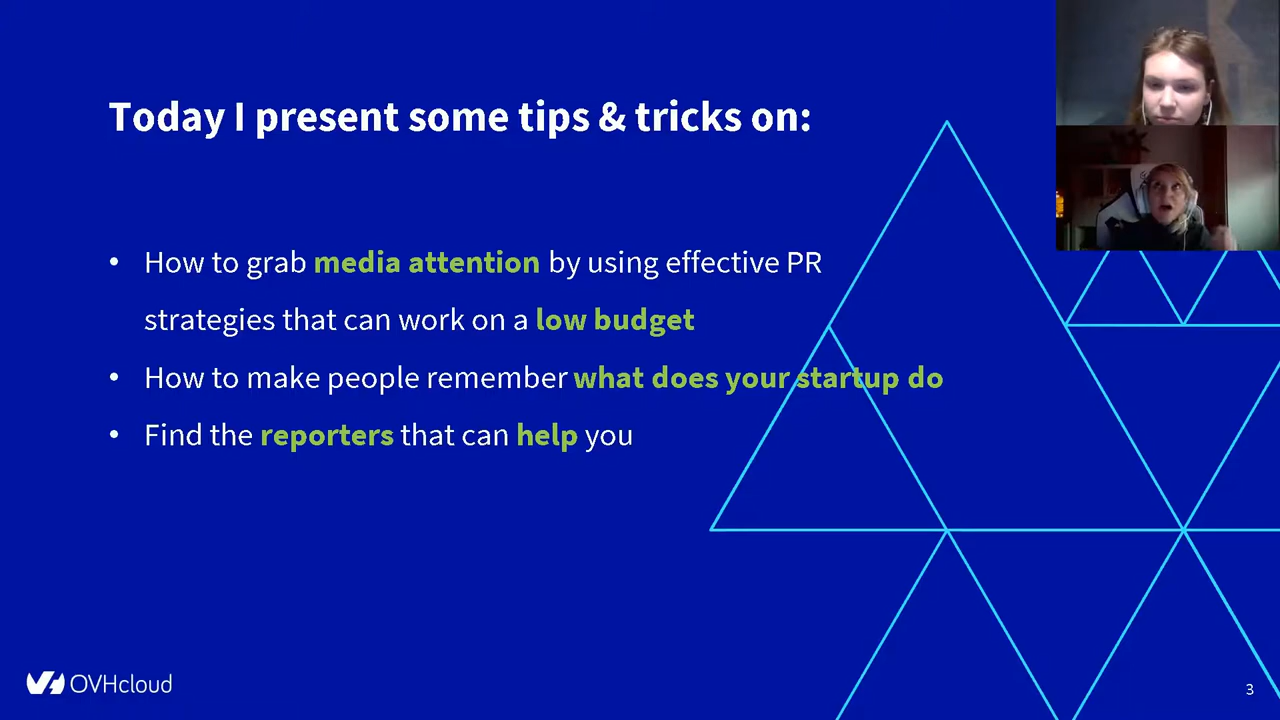 Today I present some tips & tricks on:
• How to grab media attention by using effective PR
strategies that can work on a low budget
• How to make people remember what does your startup do
• Find the reporters that can help you
OVHcloud
3